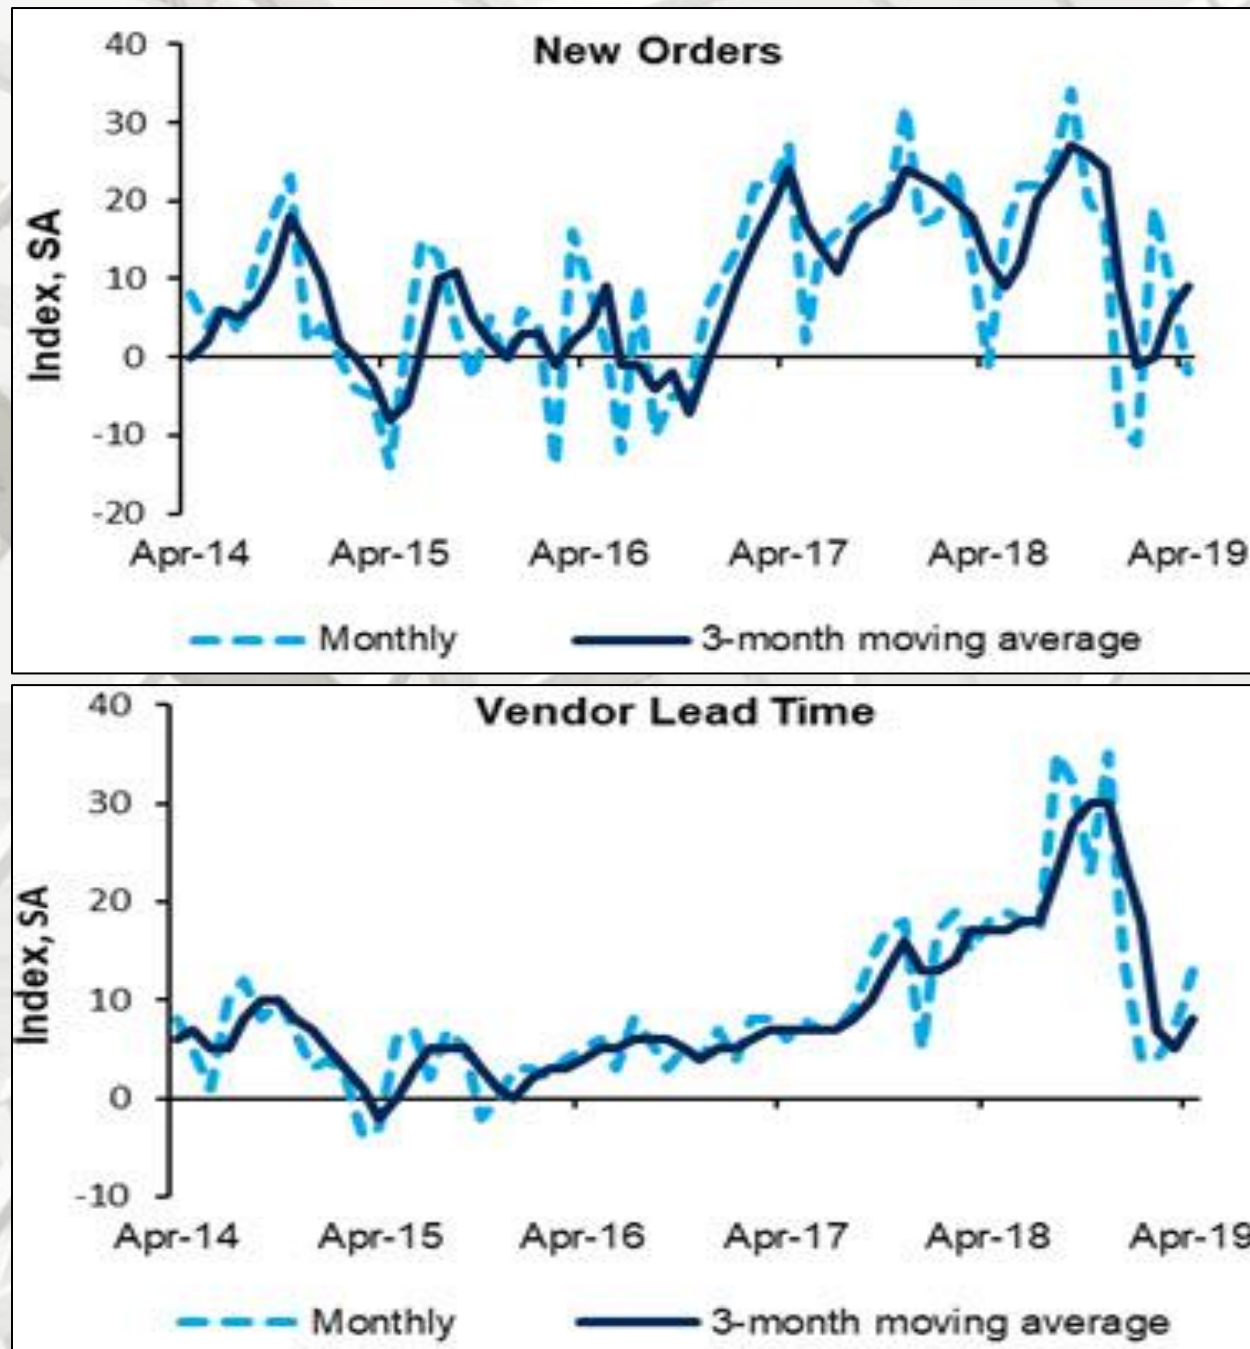 New Orders
Index, SA
40
30
20
10
0
-10
-20
Apr-14 Apr-15 Apr-16 Apr-17 Apr-18 Apr-19
Monthly 3-month moving average
Vendor Lead Time
Index, SA
40
30
20
10
0
-10
Apr-14 Apr-15 Apr-16 Apr-17 Apr-18 Apr-19
Monthly 3-month moving average